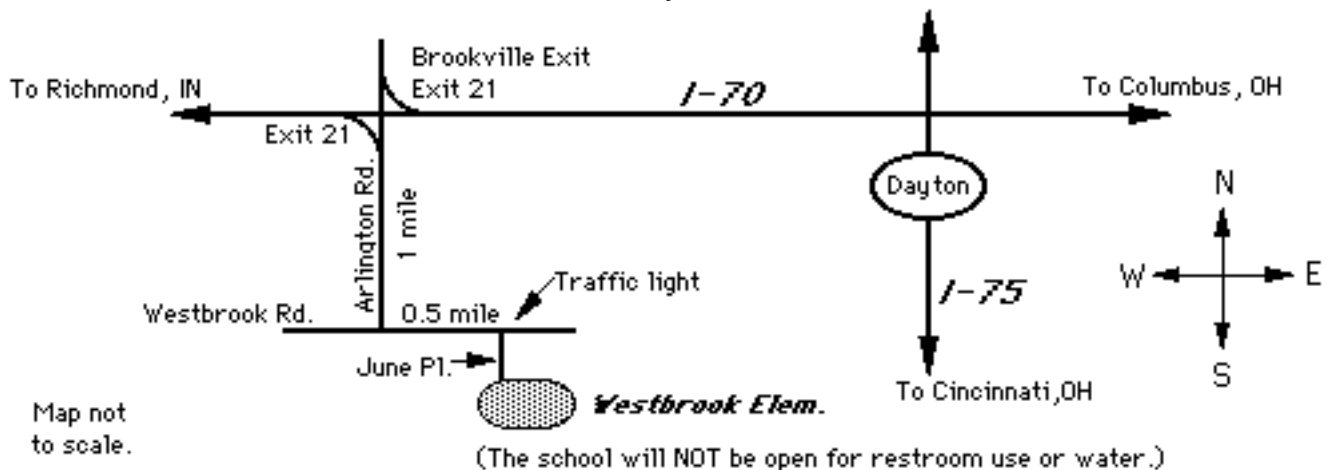 Brookville Exit
Exit 21
To Richmond, IN
I-70
To Columbus, OH
Exit 21
Arlington Rd.
1 mile
Dayton
N
W
E
S
I-75
Traffic light
Westbrook Rd.
0.5 mile
June Pl.
To Cincinnati,OH
Westbrook Elem.
Map not
to scale.
(The school will NOT be open for restroom use or water.)